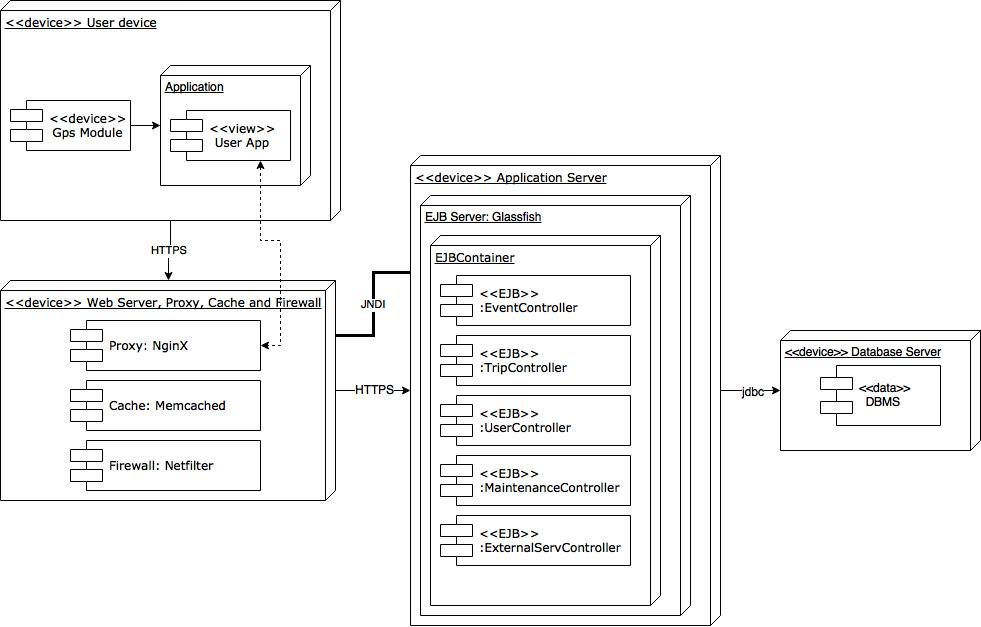 <<device>> User device
Application
<<device>>
Gps Module
<<view>>
User App
HTTPS
<<device>> Web Server, Proxy, Cache and Firewall
Proxy: NginX
Cache: Memcached
Firewall: Netfilter
JNDI
HTTPS
<<device>> Application Server
EJB Server: Glassfish
EJBContainer
<<EJB>>
:EventController
<<EJB>>
:TripController
<<EJB>>
:UserController
<<EJB>>
:MaintenanceController
<<EJB>>
:ExternalServController
jdbc
<<device>> Database Server
<<data>>
DBMS